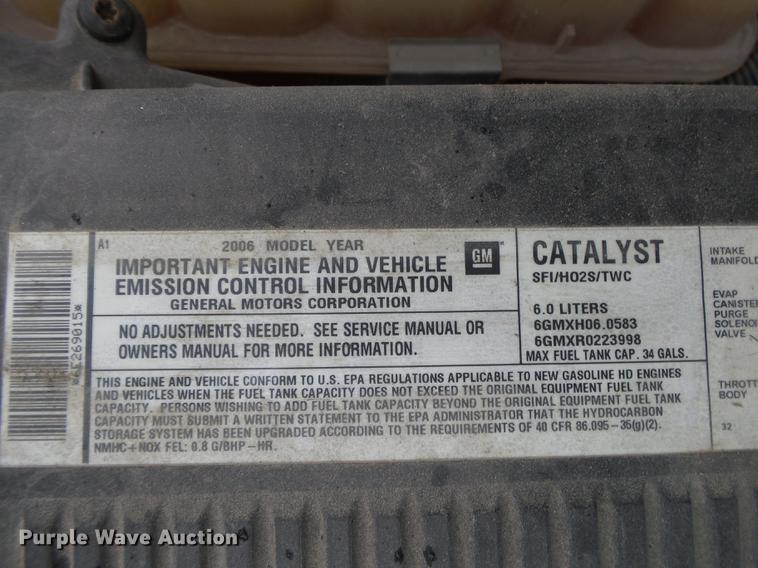 A1
2006 MODEL YEAR
IMPORTANT ENGINE AND VEHICLE
EMISSION CONTROL INFORMATION
GENERAL MOTORS CORPORATION
GM
NO ADJUSTMENTS NEEDED. SEE SERVICE MANUAL OR
OWNERS MANUAL FOR MORE INFORMATION.
CATALYST
SFI/HO2S/TWC
6.0 LITERS
6GMXH06.0583
6GMXR0223998
MAX FUEL TANK CAP. 34 GALS.
THIS ENGINE AND VEHICLE CONFORM TO U.S. EPA REGULATIONS APPLICABLE TO NEW GASOLINE HD ENGINES
AND VEHICLES WHEN THE FUEL TANK CAPACITY DOES NOT EXCEED THE ORIGINAL EQUIPMENT FUEL TANK
CAPACITY. PERSONS WISHING TO ADD FUEL TANK CAPACITY BEYOND THE ORIGINAL EQUIPMENT FUEL TANK
CAPACITY MUST SUBMIT A WRITTEN STATEMENT TO THE EPA ADMINISTRATOR THAT THE HYDROCARBON
STORAGE SYSTEM HAS BEEN UPGRADED ACCORDING TO THE REQUIREMENTS OF 40 CFR 86.095-35(g)(2).
NMHC+NOX FEL: 0.8 G/BHP-HR.
*6F269015*
INTAKE
MANIFOLD
EVAP
CANISTE
PURGE
SOLENOI
VALVE
THROTT
BODY
32
Purple Wave Auction